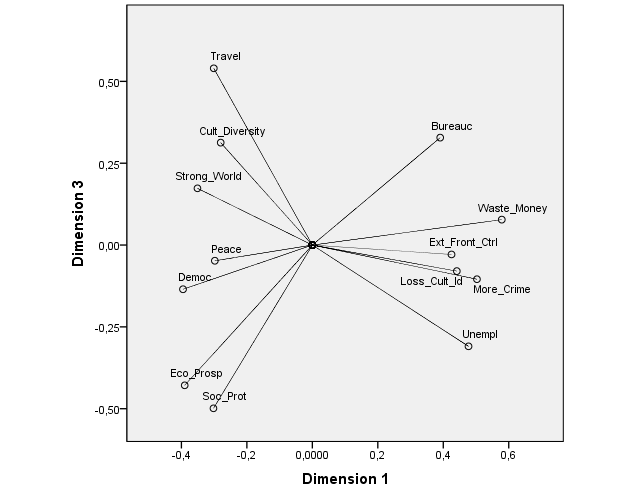 Travel
0,50
Bureauc
Cult_Diversity
0,25
Strong_World
Waste_Money
Dimension 3
0,00
Peace
Ext_Front_Ctrl
Democ
Loss_Cult_Id
More_Crime
-0,25
Unempl
Eco_Prosp
Soc_Prot
-0,50
-0,4 -0,2 0,0000 0,2 0,4 0,6
Dimension 1